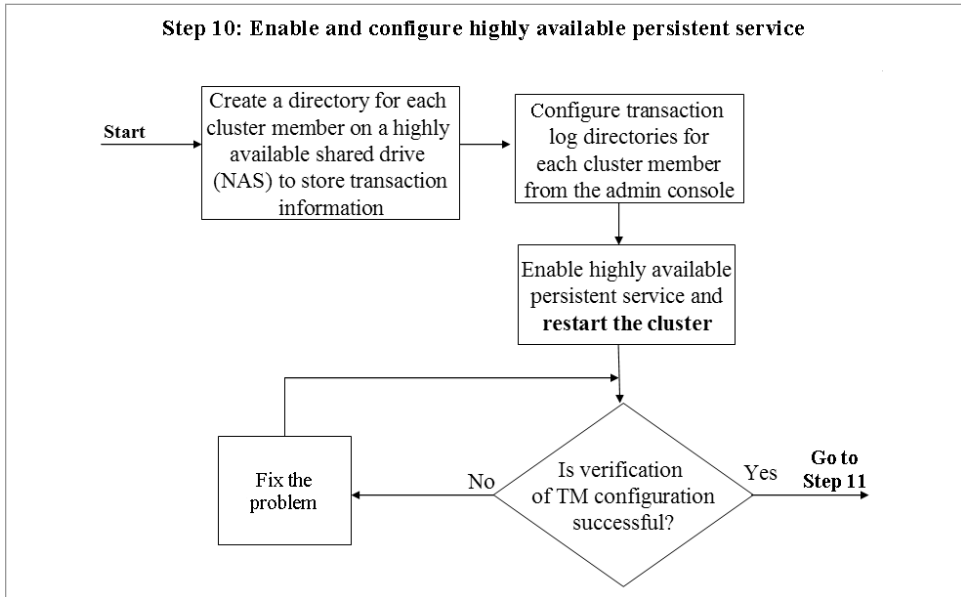 Step 10: Enable and configure highly available persistent service
Start
Create a directory for each
cluster member on a highly
available shared drive
(NAS) to store transaction
information
Configure transaction
log directories for
each cluster member
from the admin console
Enable highly available
persistent service and
restart the cluster
Is verification
of TM configuration
successful?
No
Fix the
problem
Yes
Go to
Step 11